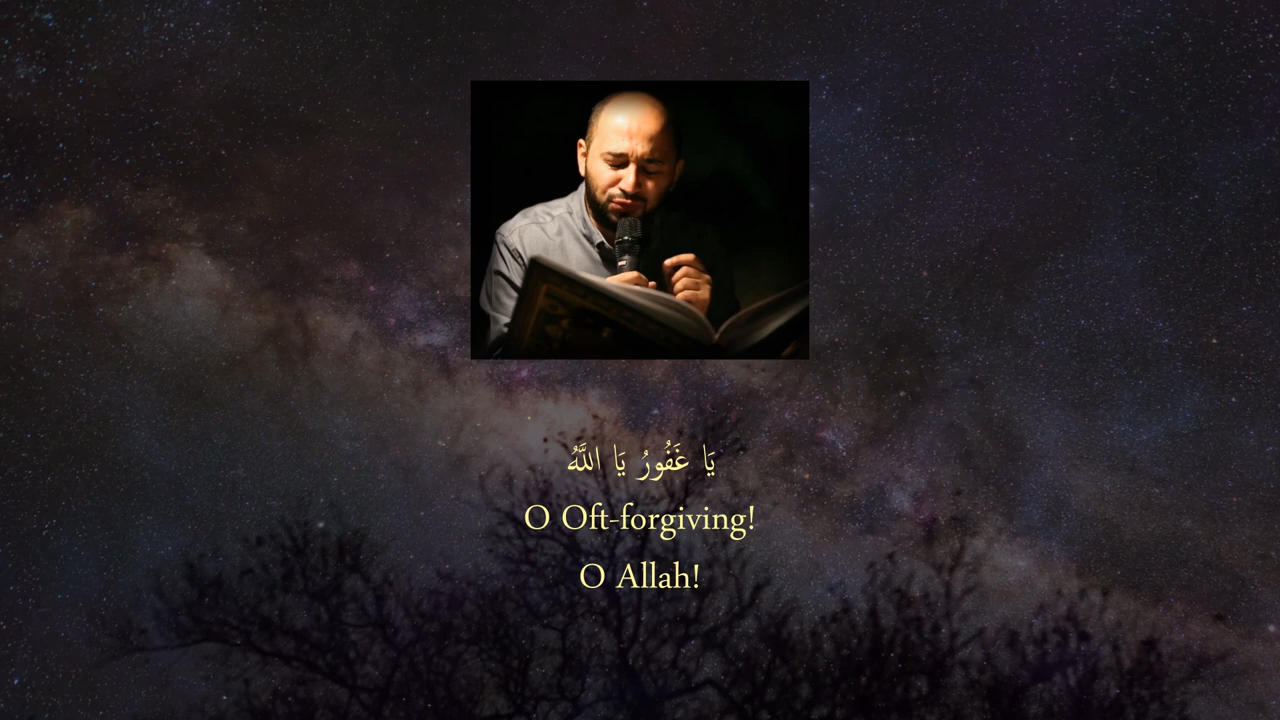 يَا غَفُورُ يَا اللَّهُ
O Oft-forgiving!
O Allah!